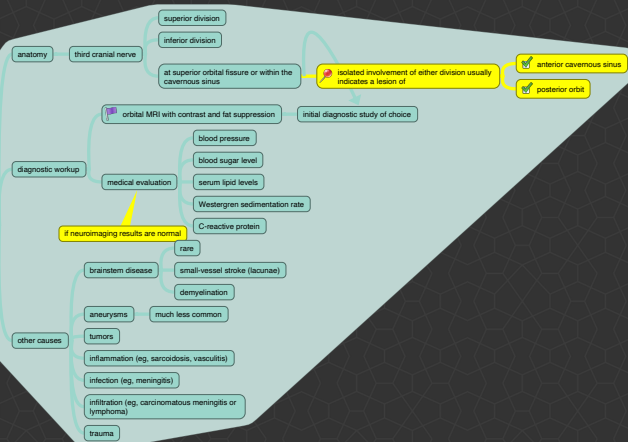 superior division
inferior division
anatomy
third cranial nerve
at superior orbital fissure or within the
cavernous sinus
isolated involvement of either division usually
indicates a lesion of
anterior cavernous sinus
posterior orbit
orbital MRI with contrast and fat suppression
initial diagnostic study of choice
diagnostic workup
medical evaluation
blood pressure
blood sugar level
serum lipid levels
Westergren sedimentation rate
C-reactive protein
if neuroimaging results are normal
other causes
brainstem disease
rare
small-vessel stroke (lacunae)
demyelination
aneurysms
much less common
tumors
inflammation (eg, sarcoidosis, vasculitis)
infection (eg, meningitis)
infiltration (eg, carcinomatous meningitis or
lymphoma)
trauma